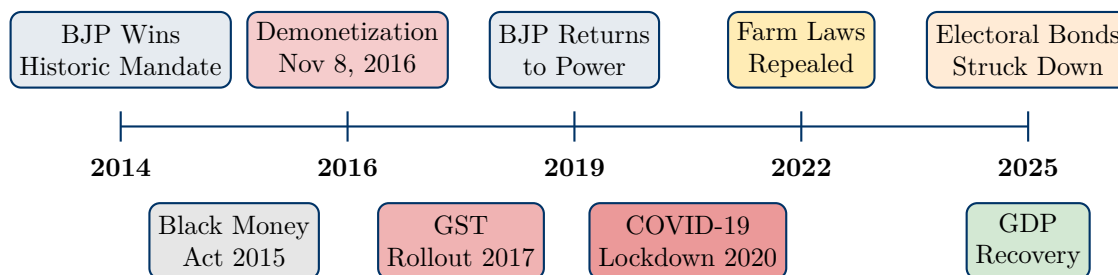 BJP Wins
Historic Mandate
Demonetization
Nov 8, 2016
BJP Returns
to Power
Farm Laws
Repealed
Electoral Bonds
Struck Down
2014
2016
2019
2022
2025
Black Money
Act 2015
GST
Rollout 2017
COVID-19
Lockdown 2020
GDP
Recovery